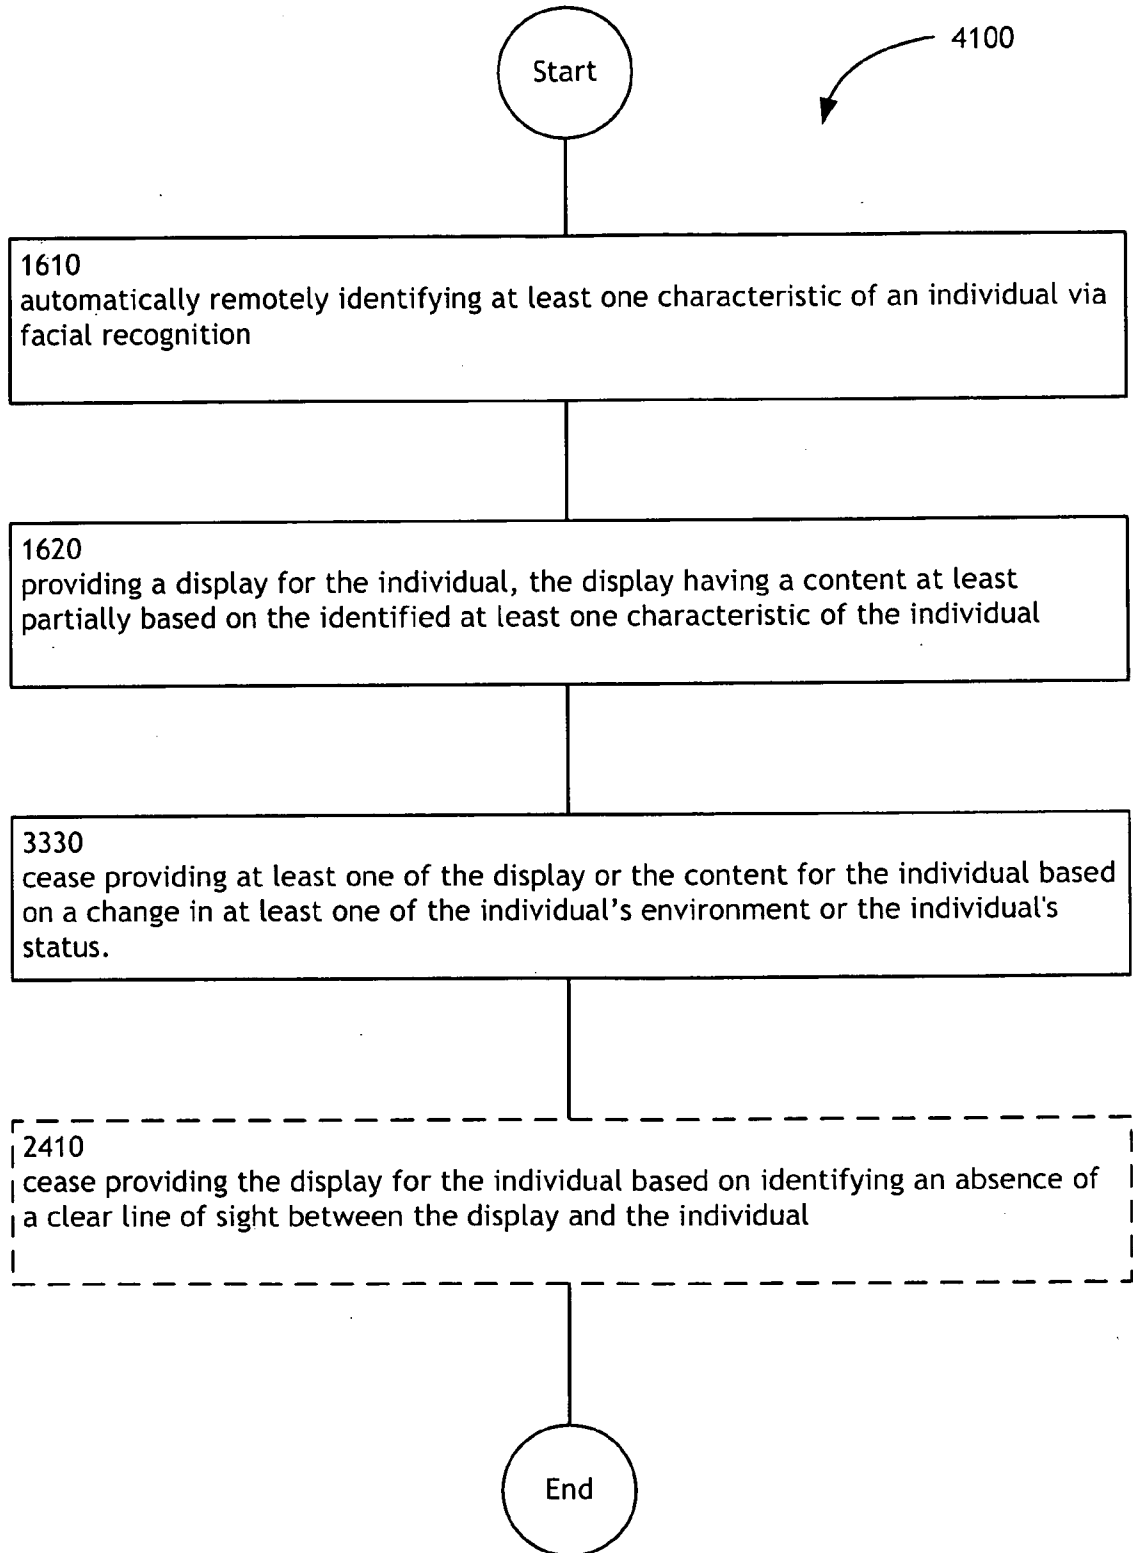 4100
Start
1610
automatically remotely identifying at least one characteristic of an individual via
facial recognition
1620
providing a display for the individual, the display having a content at least
partially based on the identified at least one characteristic of the individual
3330
cease providing at least one of the display or the content for the individual based
on a change in at least one of the individual’s environment or the individual's
status.
2410
cease providing the display for the individual based on identifying an absence of
a clear line of sight between the display and the individual
End